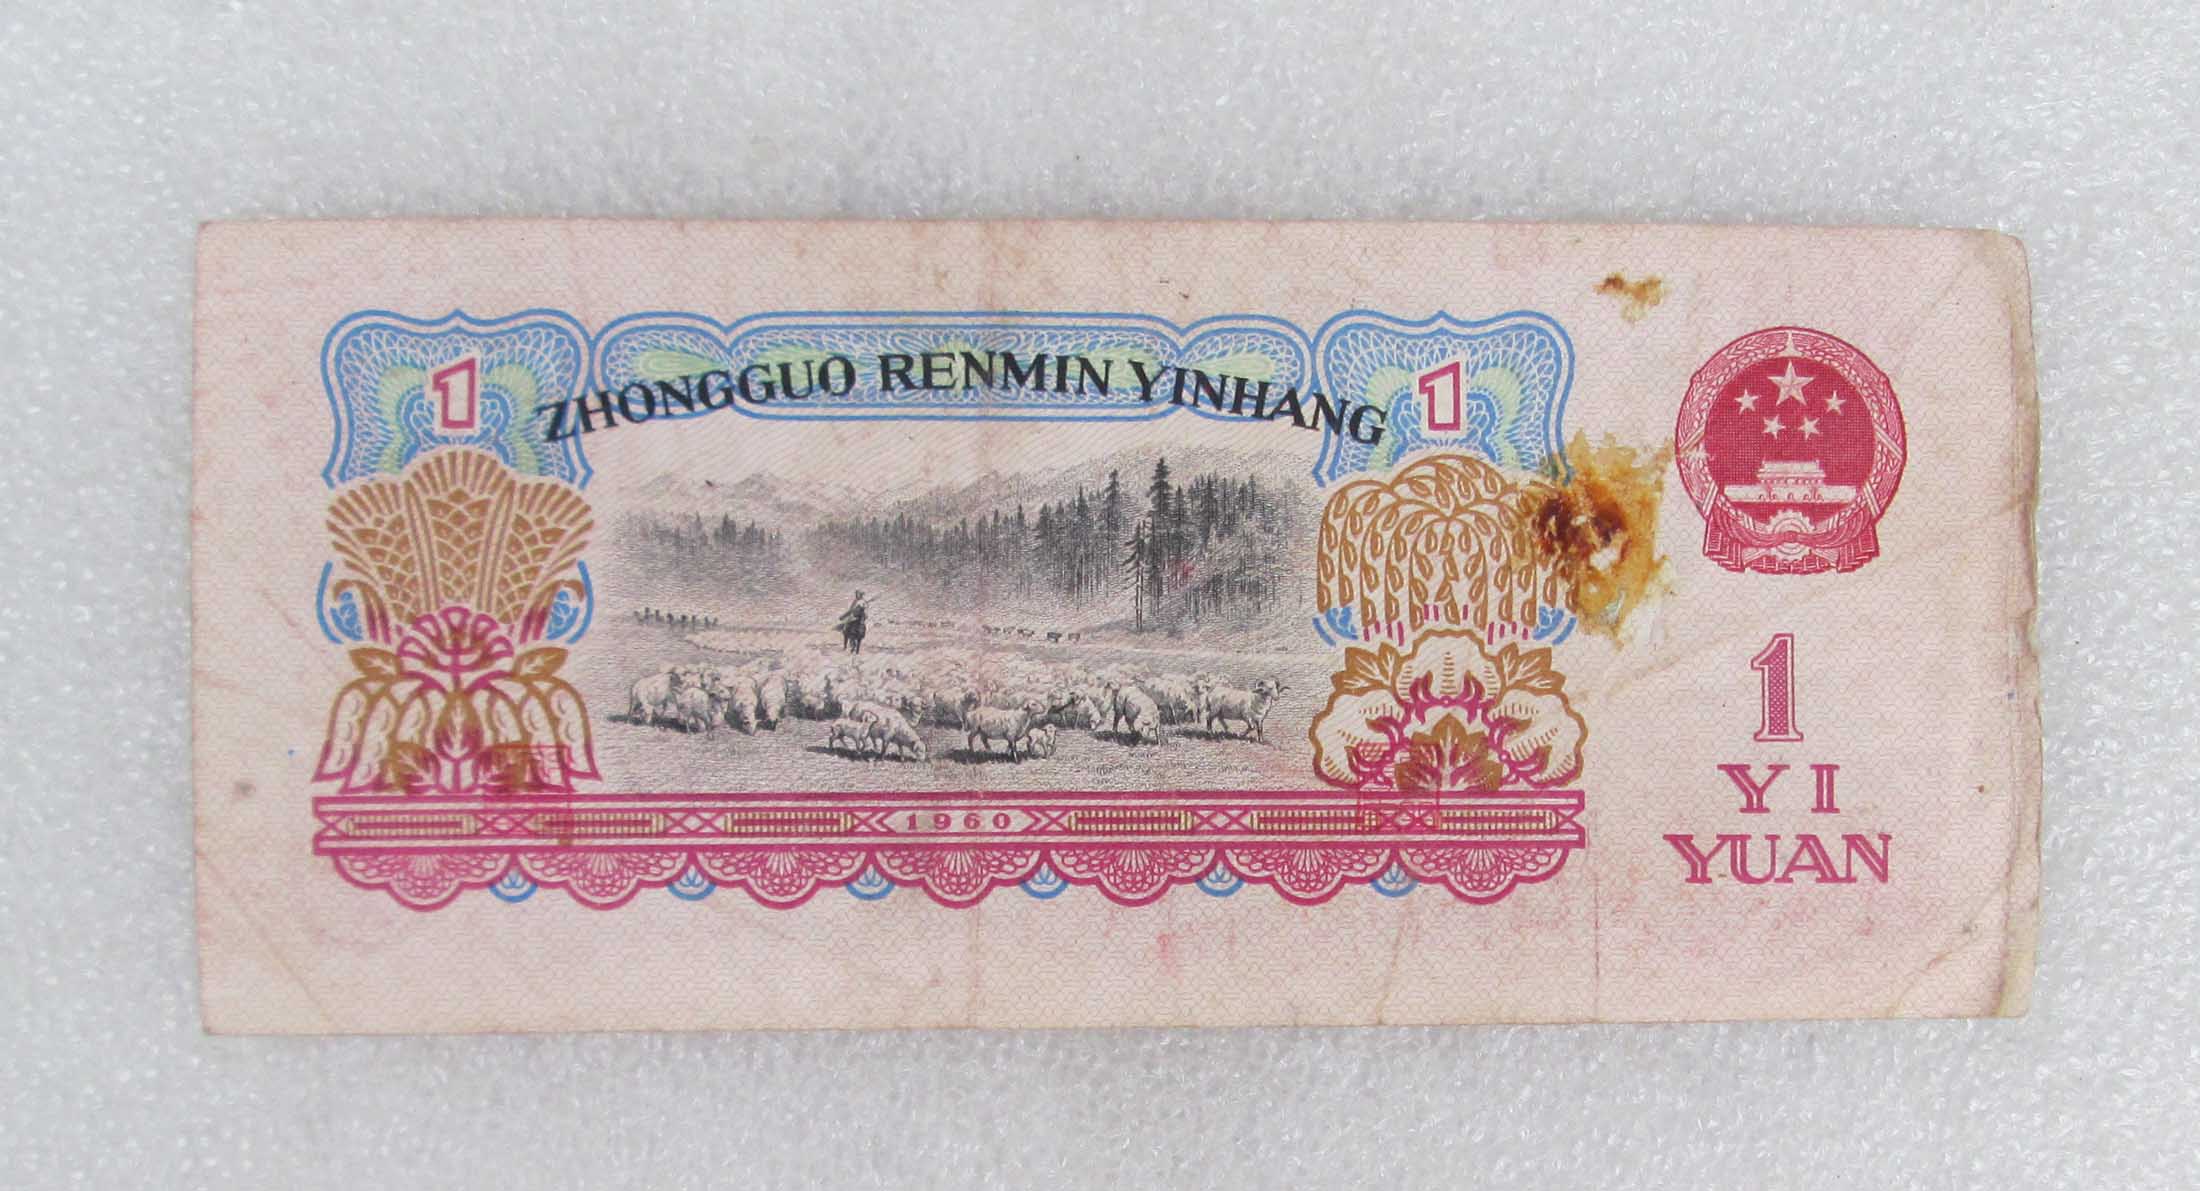 1
ZHONGGUO RENMIN YINHANG
1
1960
1
YI
YUAN